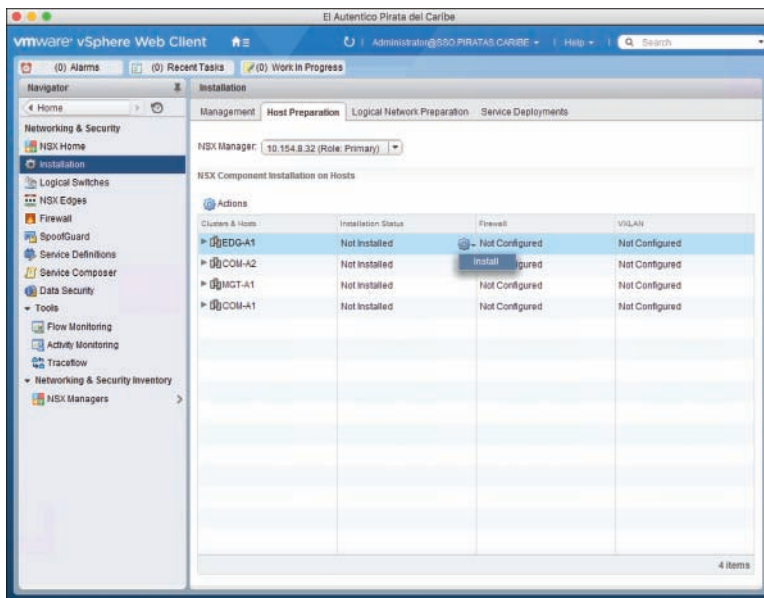 El Autentico Pirata del Caribe
vmware® vSphere Web Client
Administrator@SSO.PIRATAS.CARIBE
Help
Search
(0) Alarms
(0) Recent Tasks
(0) Work In Progress
Navigator
Home
Networking & Security
NSX Home
Installation
Logical Switches
NSX Edges
Firewall
SpoofGuard
Service Definitions
Service Composer
Data Security
Tools
Flow Monitoring
Activity Monitoring
Traceflow
Networking & Security Inventory
NSX Managers
Installation
Management Host Preparation Logical Network Preparation Service Deployments
NSX Manager: 10.154.8.32 (Role: Primary)
NSX Component Installation on Hosts
Actions
Clusters & Hosts Installation Status Firewall VXLAN
EDG-A1 Not Installed Not Configured Not Configured
Install
COM-A2 Not Installed gured Not Configured
MGT-A1 Not Installed Not Configured Not Configured
COM-A1 Not Installed Not Configured Not Configured
4 items